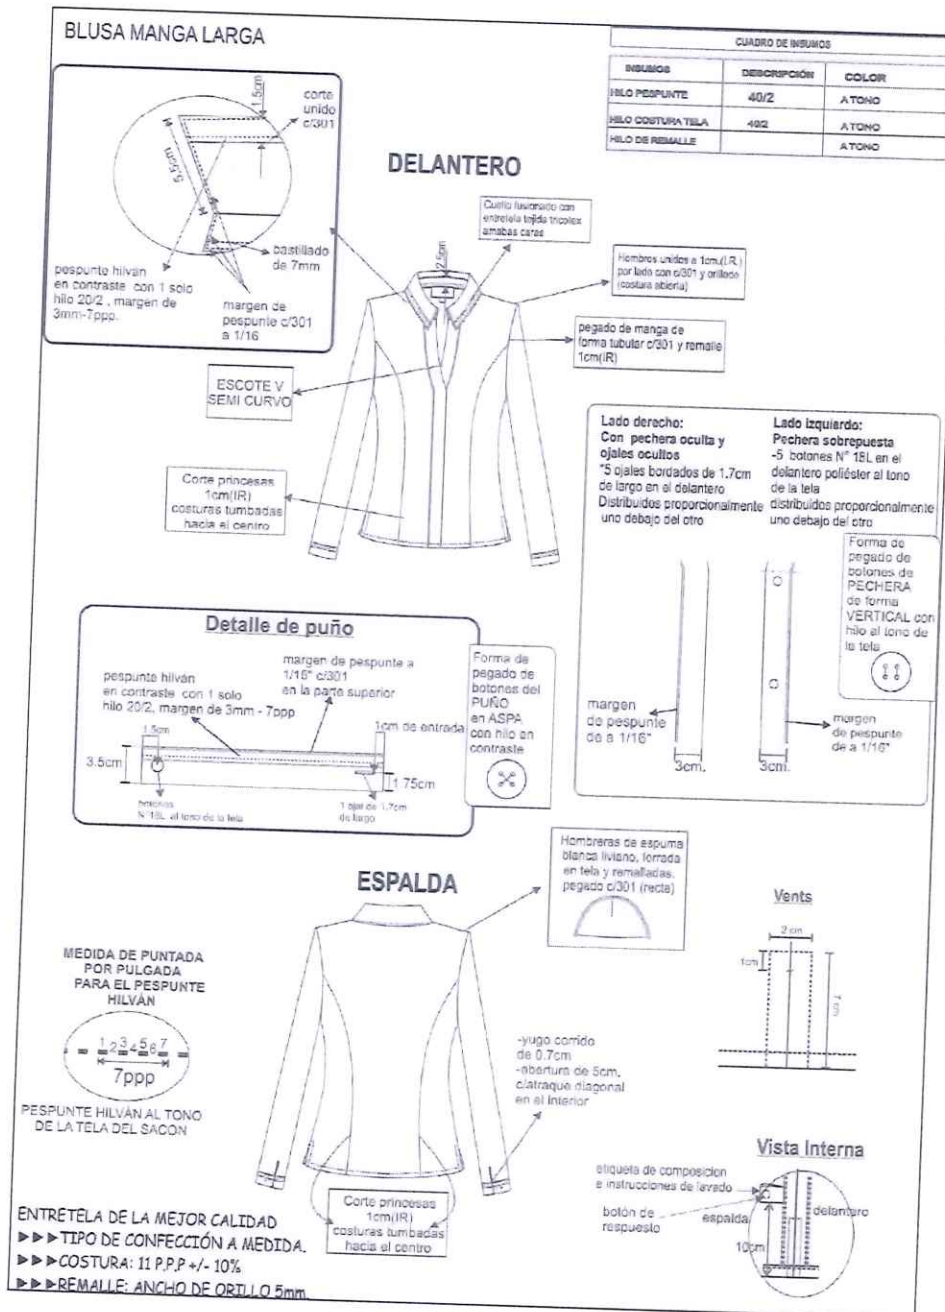 BLUSA MANGA LARGA
CUADRO DE INSUMOS
INSUMOS DESCRIPCIÓN COLOR
HILO PESPUNTE 40/2 A TONO
HILO COSTURA TELA 40/2 A TONO
HILO DE REMALLE A TONO
1.5cm
corte
unido
c/301
5.5cm
bastillado
de 7mm
pespunte hilván
en contraste con 1 solo
hilo 20/2 , margen de
3mm-7ppp.
margen de
pespunte c/301
a 1/16
DELANTERO
Cuello fusionado con
entretela tejida tricolex
amabas caras
2.5cm
Hombros unidos a 1cm.(I.R.)
por lado con c/301 y orillado
(costura abierta)
pegado de manga de
forma tubular c/301 y remalle
1cm(IR)
ESCOTE V
SEMI CURVO
Corte princesas
1cm(IR)
costuras tumbadas
hacia el centro
Lado derecho:
Con pechera oculta y
ojales ocultos
*5 ojales bordados de 1.7cm
de largo en el delantero
Distribuidos proporcionalmente
uno debajo del otro
Lado izquiardo:
Pechera sobrepuesta
-5 botones N° 18L en el
delantero poliéster al tono
de la tela
distribuidos proporcionalmente
uno debajo del otro
Forma de
pegado de
botones de
PECHERA
de forma
VERTICAL con
hilo al tono de
la tela
margen
de pespunte
de a 1/16"
3cm.
3cm.
margen
de pespunte
de a 1/16"
Detalle de puño
pespunte hilván
en contraste con 1 solo
hilo 20/2, margen de 3mm - 7ppp
margen de pespunte a
1/16" c/301
en la parte superior
1.5cm
1cm de entrada
3.5cm
1.75cm
botones
N°18L al tono de la tela
1 ojal de 1.7cm
de largo
Forma de
pegado de
botones del
PUÑO
en ASPA
con hilo en
contraste
ESPALDA
Hombreras de espuma
blanca liviano, forrada
en tela y remalladas.
pegado c/301 (recta)
Vents
2 cm
1cm
7 cm
MEDIDA DE PUNTADA
POR PULGADA
PARA EL PESPUNTE
HILVÁN
1 2 3 4 5 6 7
7ppp
PESPUNTE HILVÁN AL TONO
DE LA TELA DEL SACON
-yugo corrido
de 0.7cm
-abertura de 5cm,
c/atraque diagonal
en el interior
Corte princesas
1cm(IR)
costuras tumbadas
hacia el centro
Vista Interna
etiqueta de composicion
e instrucciones de lavado
botón de
respuesto
espalda
delantero
10cm
ENTRETELA DE LA MEJOR CALIDAD
►►►TIPO DE CONFECCIÓN A MEDIDA.
►►►COSTURA: 11 P.P.P +/- 10%
►►►REMALLE: ANCHO DE ORILLO 5mm.